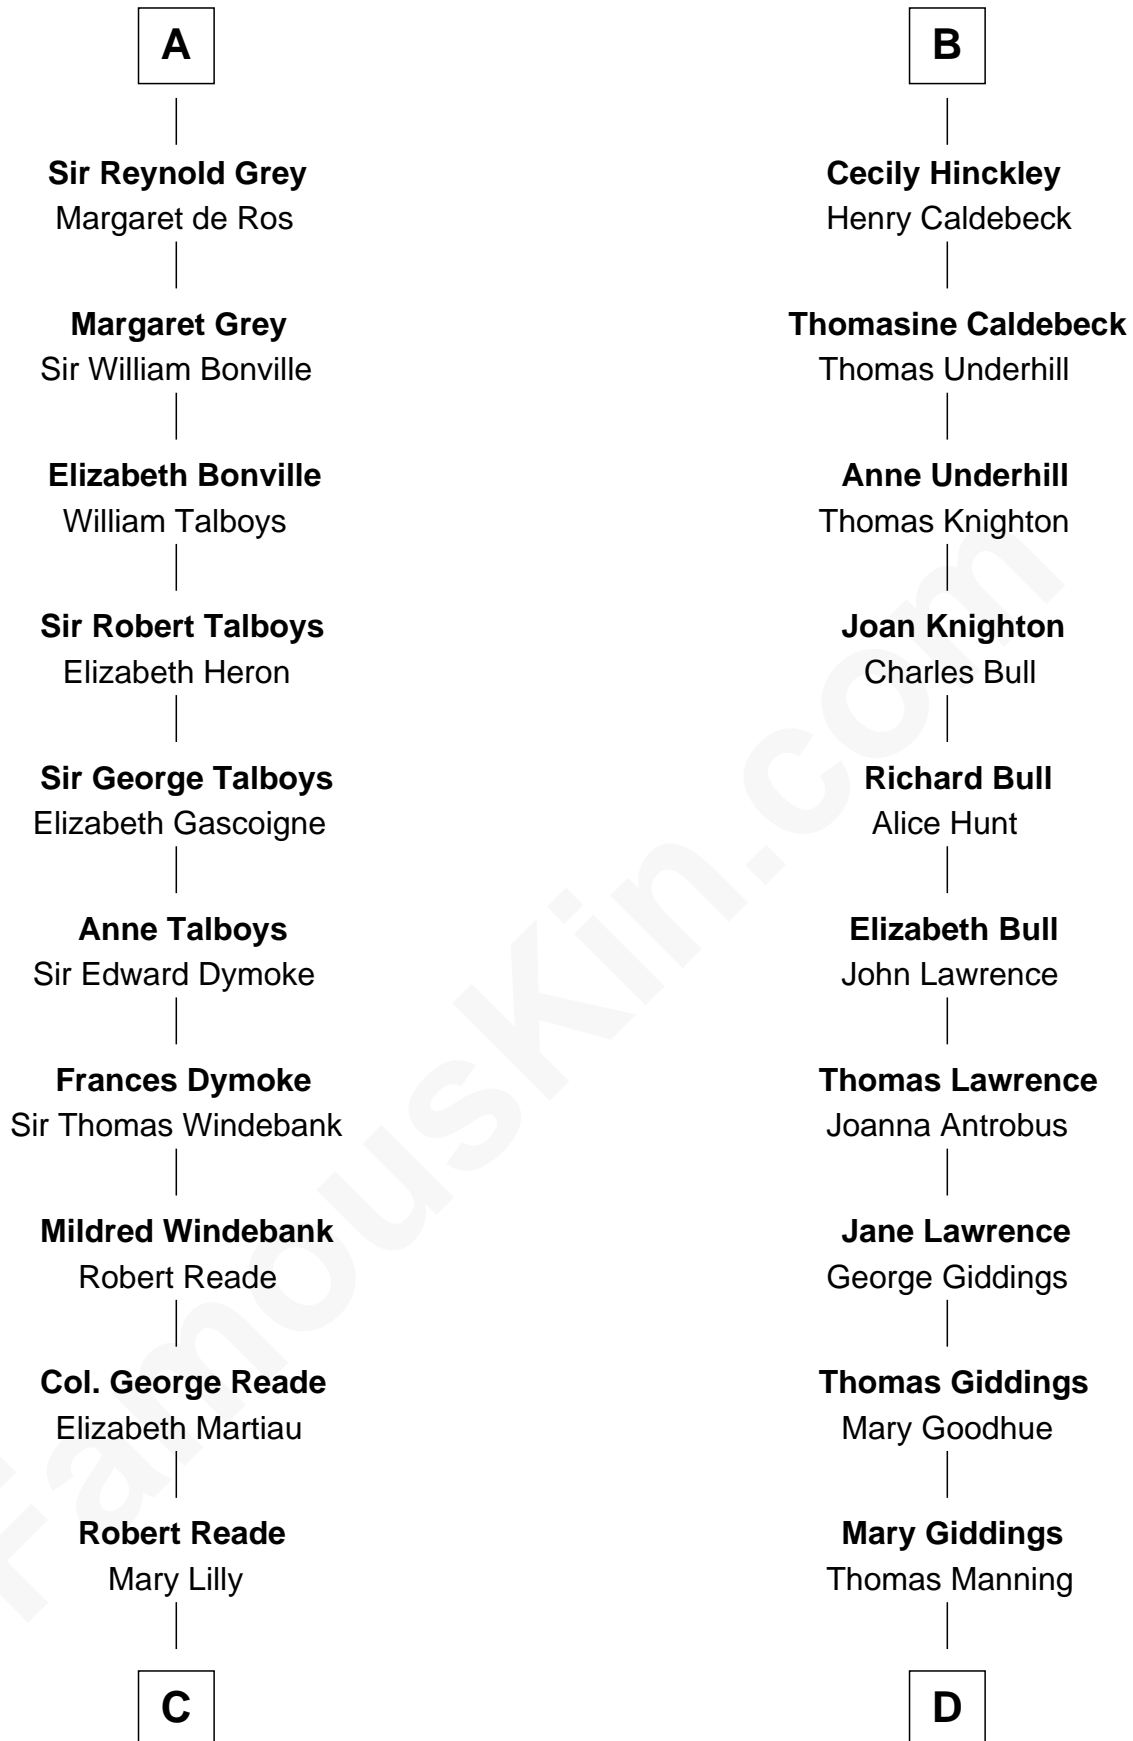 A
Sir Reynold Grey
Margaret de Ros
Margaret Grey
Sir William Bonville
Elizabeth Bonville
William Talboys
Sir Robert Talboys
Elizabeth Heron
Sir George Talboys
Elizabeth Gascoigne
Anne Talboys
Sir Edward Dymoke
Frances Dymoke
Sir Thomas Windebank
Mildred Windebank
Robert Reade
Col. George Reade
Elizabeth Martiau
Robert Reade
Mary Lilly
C
B
Cecily Hinckley
Henry Caldebeck
Thomasine Caldebeck
Thomas Underhill
Anne Underhill
Thomas Knighton
Joan Knighton
Charles Bull
Richard Bull
Alice Hunt
Elizabeth Bull
John Lawrence
Thomas Lawrence
Joanna Antrobus
Jane Lawrence
George Giddings
Thomas Giddings
Mary Goodhue
Mary Giddings
Thomas Manning
D
FamousKin.com